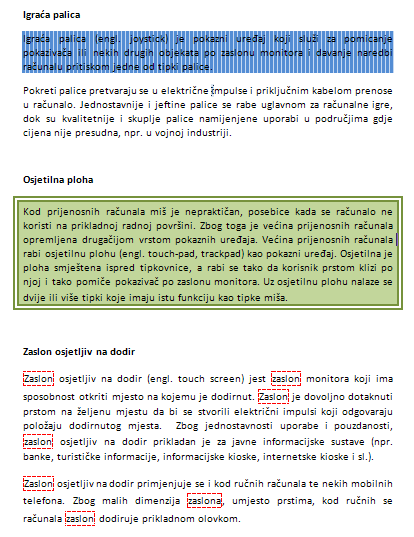 Igraća palica
Igraća palica (engl. joystick) je pokazni uređaj koji služi za pomicanje
pokazivača ili nekih drugih objekata po zaslonu monitora i davanje naredbi
računalu pritiskom jedne od tipki palice.
Pokreti palice pretvaraju se u električne impulse i priključnim kabelom prenose
u računalo. Jednostavnije i jeftine palice se rabe uglavnom za računalne igre,
dok su kvalitetnije i skuplje palice namijenjene uporabi u područjima gdje
cijena nije presudna, npr. u vojnoj industriji.
Osjetilna ploha
Kod prijenosnih računala miš je nepraktičan, posebice kada se računalo ne
koristi na prikladnoj radnoj površini. Zbog toga je većina prijenosnih računala
opremljena drugačijom vrstom pokaznih uređaja. Većina prijenosnih računala
rabi osjetilnu plohu (engl. touch-pad, trackpad) kao pokazni uređaj. Osjetilna je
ploha smještena ispred tipkovnice, a rabi se tako da korisnik prstom klizi po
njoj i tako pomiče pokazivač po zaslonu monitora. Uz osjetilnu plohu nalaze se
dvije ili više tipki koje imaju istu funkciju kao tipke miša.
Zaslon osjetljiv na dodir
Zaslon osjetljiv na dodir (engl. touch screen) jest zaslon monitora koji ima
sposobnost otkriti mjesto na kojemu je dodirnut. Zaslon je dovoljno dotaknuti
prstom na željenu mjestu da bi se stvorili električni impulsi koji odgovaraju
položaju dodirnutog mjesta. Zbog jednostavnosti uporabe i pouzdanosti,
zaslon osjetljiv na dodir prikladan je za javne informacijske sustave (npr.
banke, turističke informacije, informacijske kioske, internetske kioske i sl.).
Zaslon osjetljiv na dodir primjenjuje se i kod ručnih računala te nekih mobilnih
telefona. Zbog malih dimenzija zaslona, umjesto prstima, kod ručnih se
računala zaslon dodiruje prikladnom olovkom.